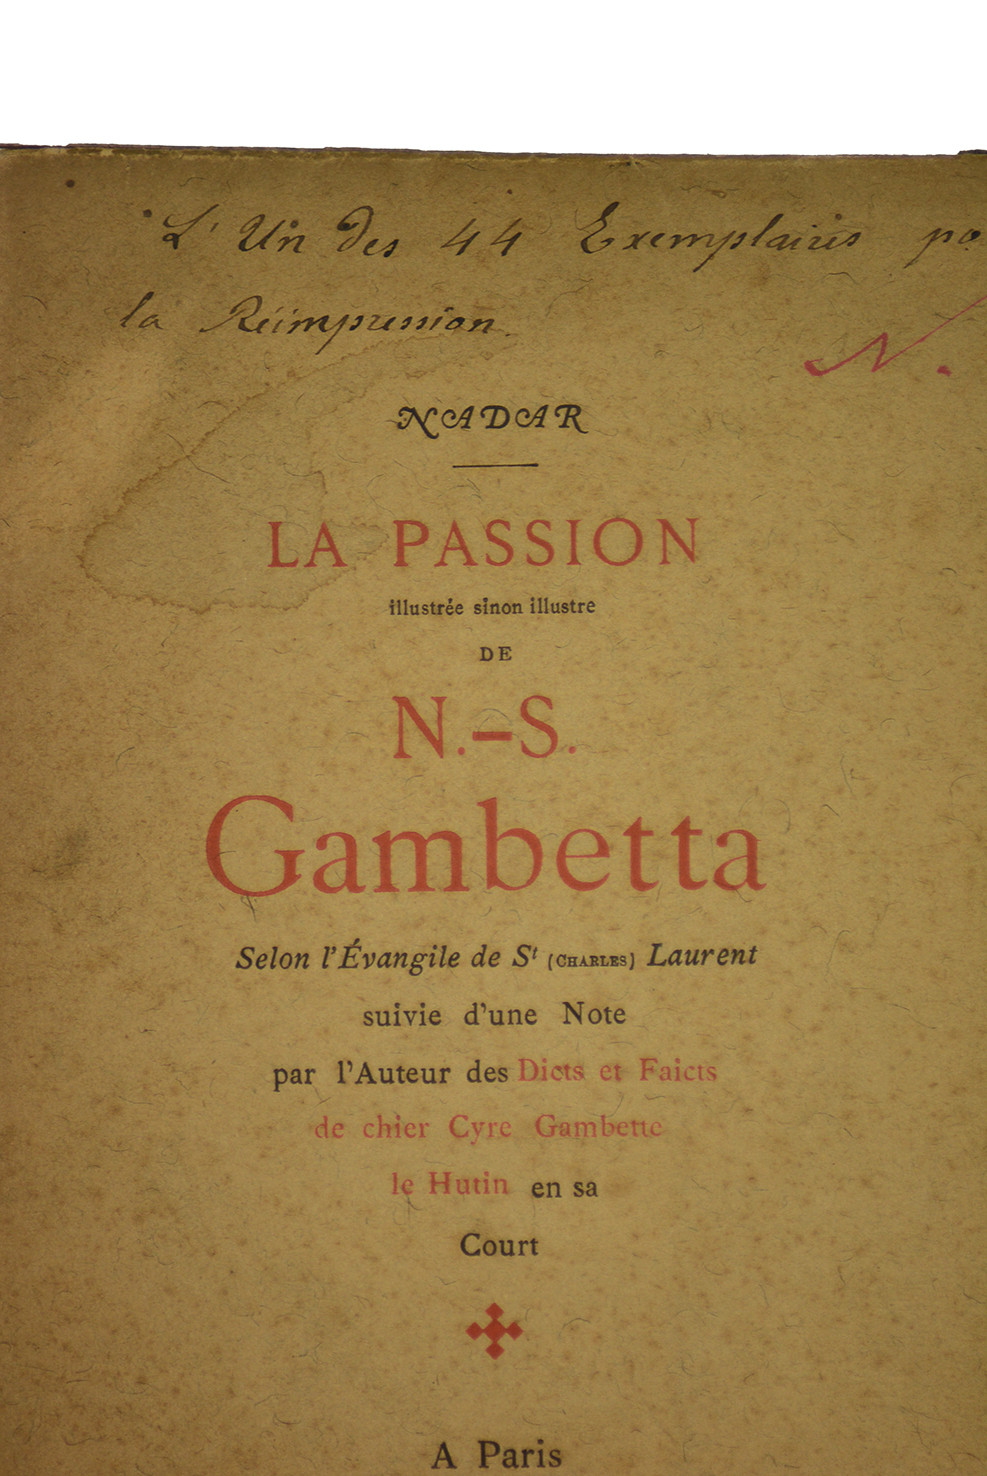 L'Un Des 44 Exemplaires
la Réimpression.
N.
NADAR
LA PASSION
illustrée sinon illustre
DE
N.–S.
Gambetta
Selon l'Évangile de St (CHARLES) Laurent
suivie d'une Note
par l'Auteur des Dicts et Faicts
de chier Cyre Gambette
le Hutin en sa
Court
A Paris